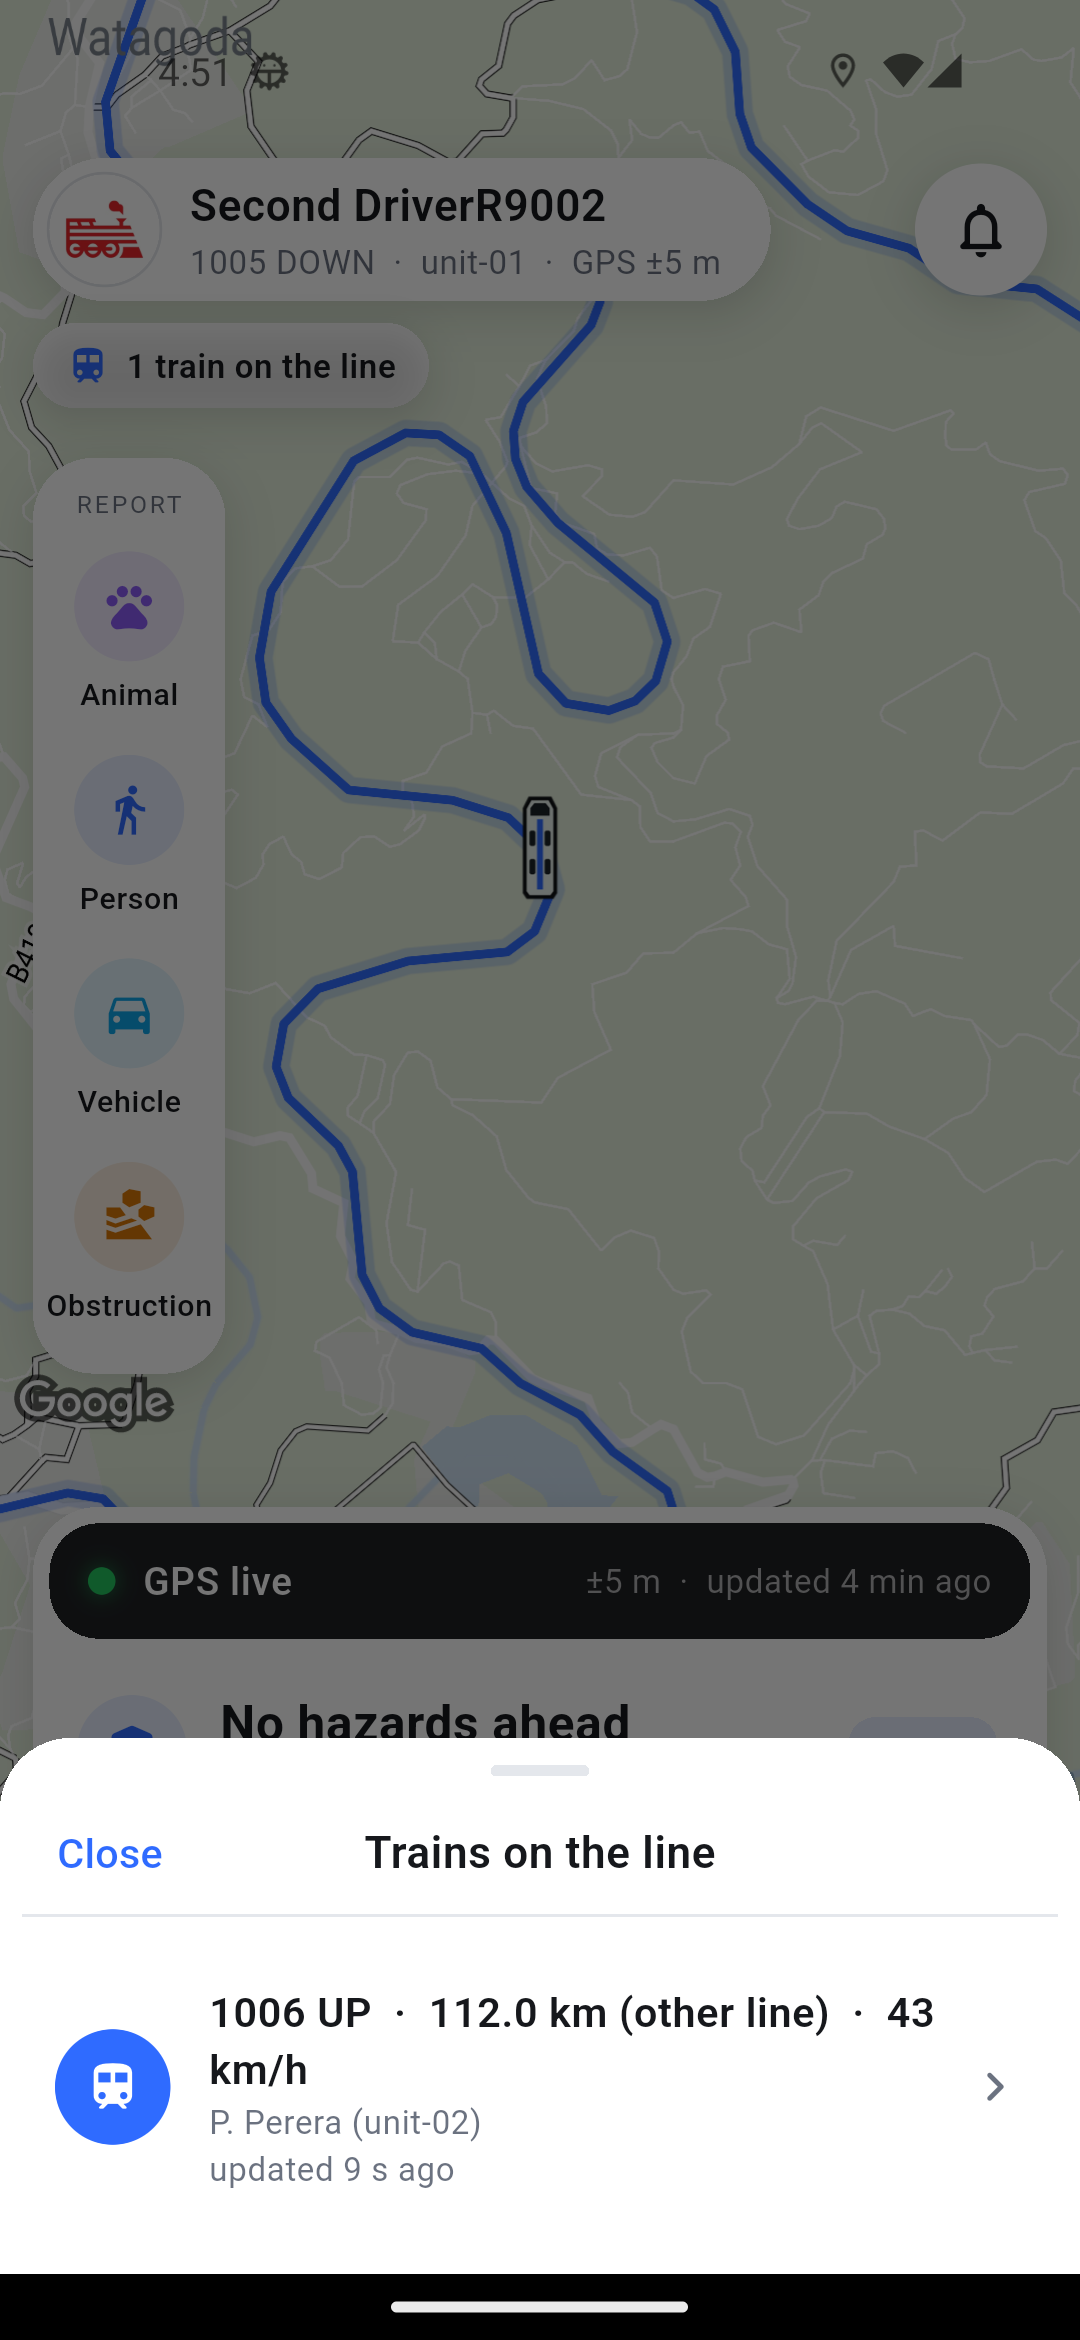 Watagoda
4:51
Second DriverR9002
1005 DOWN · unit-01 · GPS ±5 m
1 train on the line
REPORT
Animal
Person
Vehicle
Obstruction
Google
GPS live ±5 m · updated 4 min ago
No hazards ahead
Close Trains on the line
1006 UP · 112.0 km (other line) · 43
km/h
P. Perera (unit-02)
updated 9 s ago